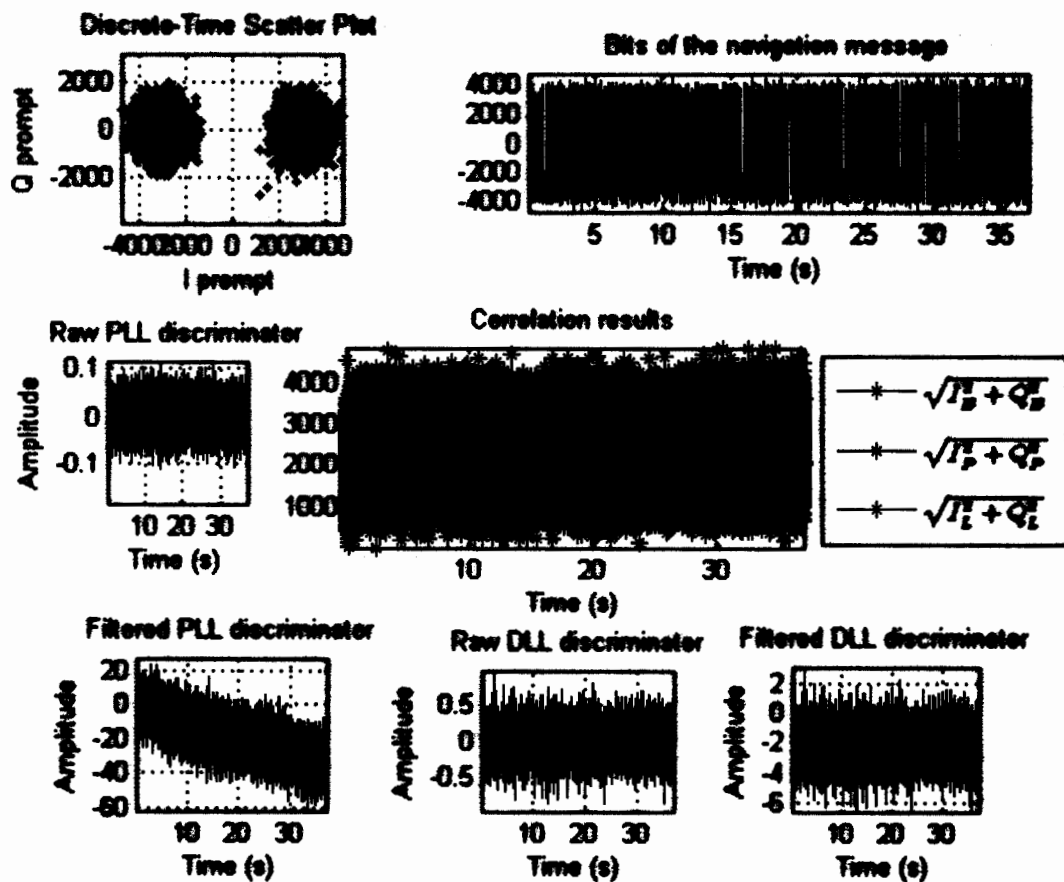 Discrete-Time Scatter Plot
2000
0
-2000
Q prompt
-4000 -2000 0 2000 4000
I prompt
Bits of the navigation message
4000
2000
0
-2000
-4000
5 10 15 20 25 30 35
Time (s)
Raw PLL discriminator
0.1
0
-0.1
Amplitude
10 20 30
Time (s)
Correlation results
4000
3000
2000
1000
10 20 30
Time (s)
Filtered PLL discriminator
20
0
-20
-40
-60
Amplitude
10 20 30
Time (s)
Raw DLL discriminator
0.5
0
-0.5
Amplitude
10 20 30
Time (s)
Filtered DLL discriminator
2
0
-2
-4
-6
Amplitude
10 20 30
Time (s)